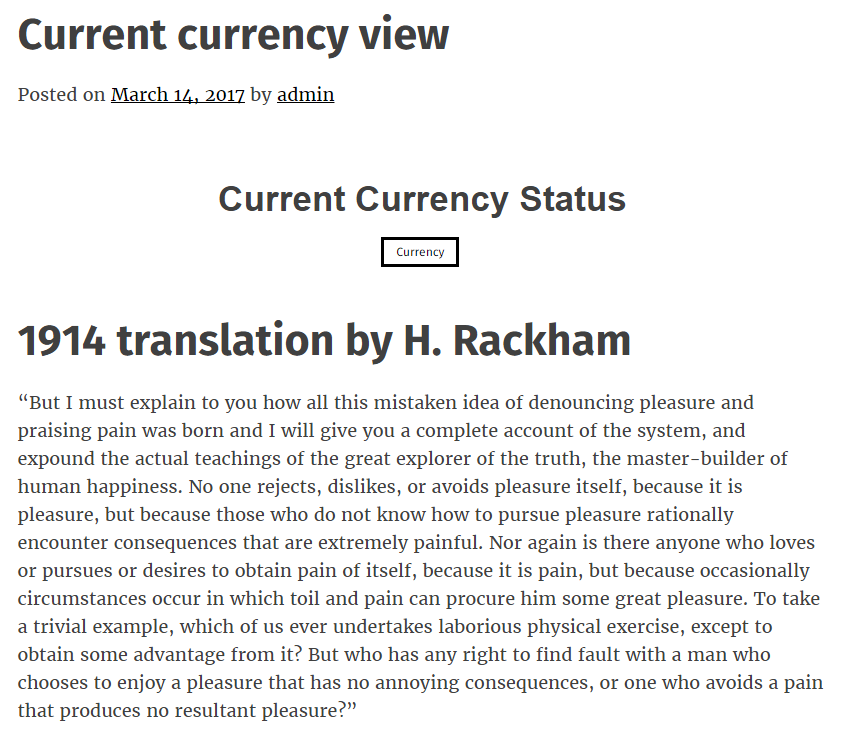 Current currency view
Posted on March 14, 2017 by admin
Current Currency Status
Currency
1914 translation by H. Rackham
“But I must explain to you how all this mistaken idea of denouncing pleasure and
praising pain was born and I will give you a complete account of the system, and
expound the actual teachings of the great explorer of the truth, the master-builder of
human happiness. No one rejects, dislikes, or avoids pleasure itself, because it is
pleasure, but because those who do not know how to pursue pleasure rationally
encounter consequences that are extremely painful. Nor again is there anyone who loves
or pursues or desires to obtain pain of itself, because it is pain, but because occasionally
circumstances occur in which toil and pain can procure him some great pleasure. To take
a trivial example, which of us ever undertakes laborious physical exercise, except to
obtain some advantage from it? But who has any right to find fault with a man who
chooses to enjoy a pleasure that has no annoying consequences, or one who avoids a pain
that produces no resultant pleasure?”